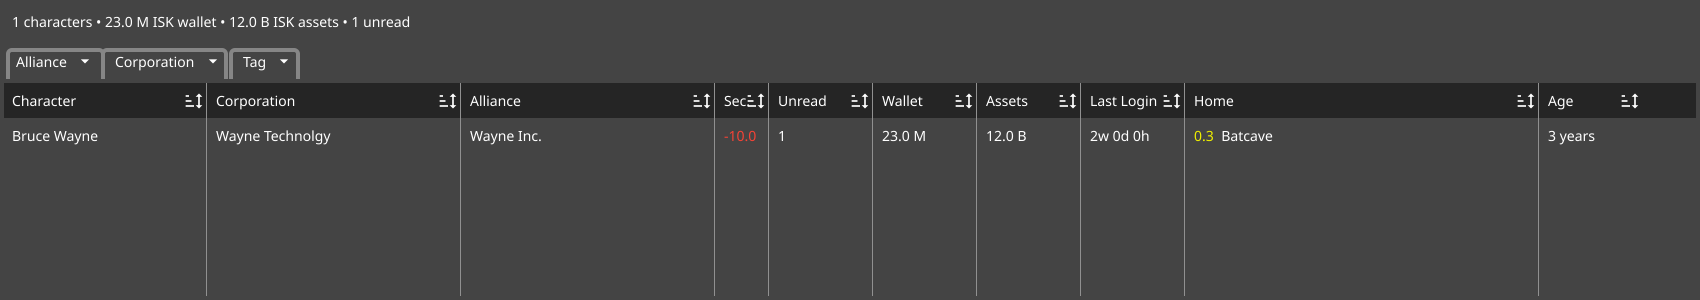 1 characters • 23.0 M ISK wallet • 12.0 B ISK assets • 1 unread
Alliance Corporation Tag
Character Corporation Alliance Sec Unread Wallet Assets Last Login Home Age
Bruce Wayne Wayne Technolgy Wayne Inc. -10.0 1 23.0 M 12.0 B 2w 0d 0h 0.3 Batcave 3 years